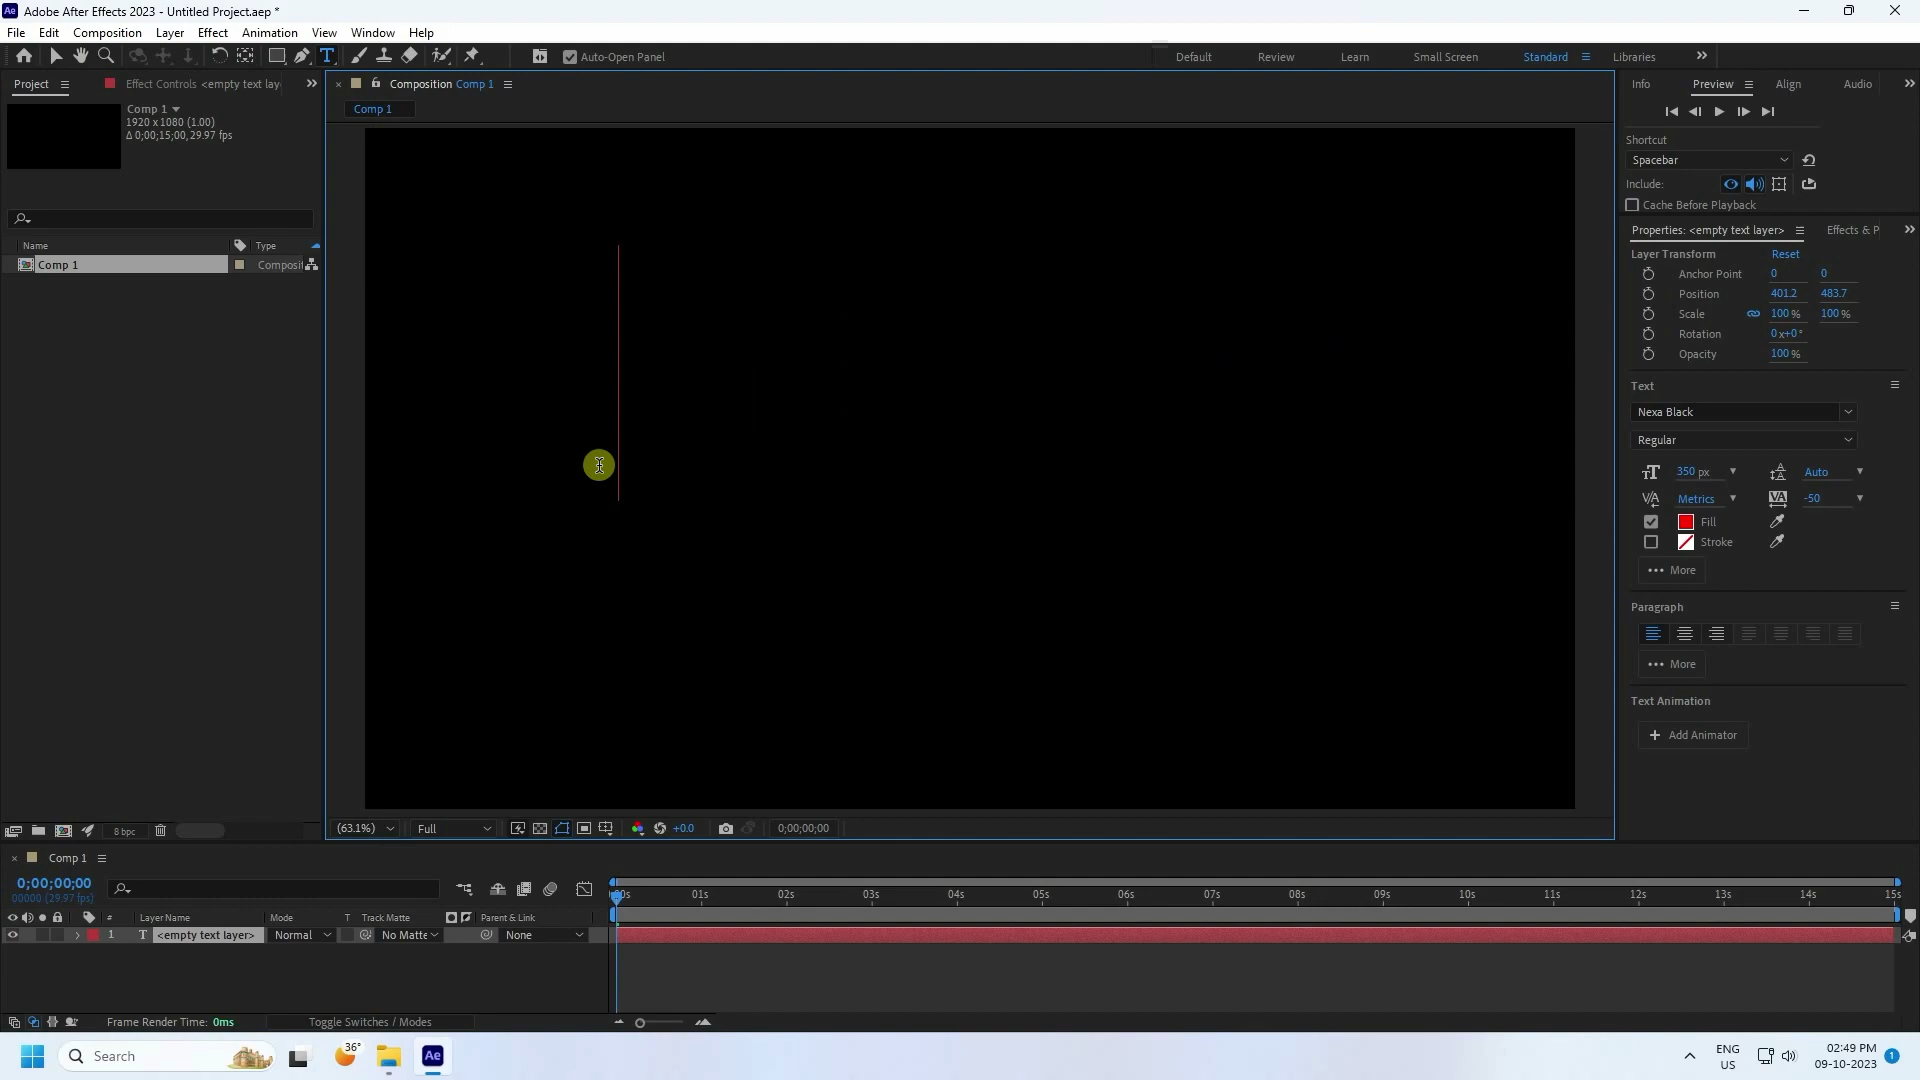 Ae Adobe After Effects 2023 - Untitled Project.aep *
File Edit Composition Layer Effect Animation View Window Help
T Auto-Open Panel Default Review Learn Small Screen Standard Libraries
Project Effect Controls <empty text lay
Composition Comp 1
Info Preview Align Audio
Comp 1
1920 x 1080 (1.00)
Δ 0;00;15;00, 29.97 fps
Comp 1
Shortcut
Spacebar
Include:
Cache Before Playback
Name Type
Comp 1 Composit
Properties: <empty text layer> Effects & P
Layer Transform Reset
Anchor Point 0 0
Position 401.2 483.7
Scale 100 % 100 %
Rotation 0x+0°
Opacity 100 %
Text
Nexa Black
Regular
350 px Auto
Metrics -50
Fill
Stroke
••• More
Paragraph
••• More
Text Animation
+ Add Animator
8 bpc
(63.1%) Full +0.0 0;00;00;00
Comp 1
0;00;00;00
00000 (29.97 fps)
00s 01s 02s 03s 04s 05s 06s 07s 08s 09s 10s 11s 12s 13s 14s 15s
# Layer Name Mode T Track Matte Parent & Link
1 T <empty text layer> Normal No Matte None
Frame Render Time: 0ms Toggle Switches / Modes
Search
36°
Ae
ENG
US
02:49 PM
09-10-2023
1